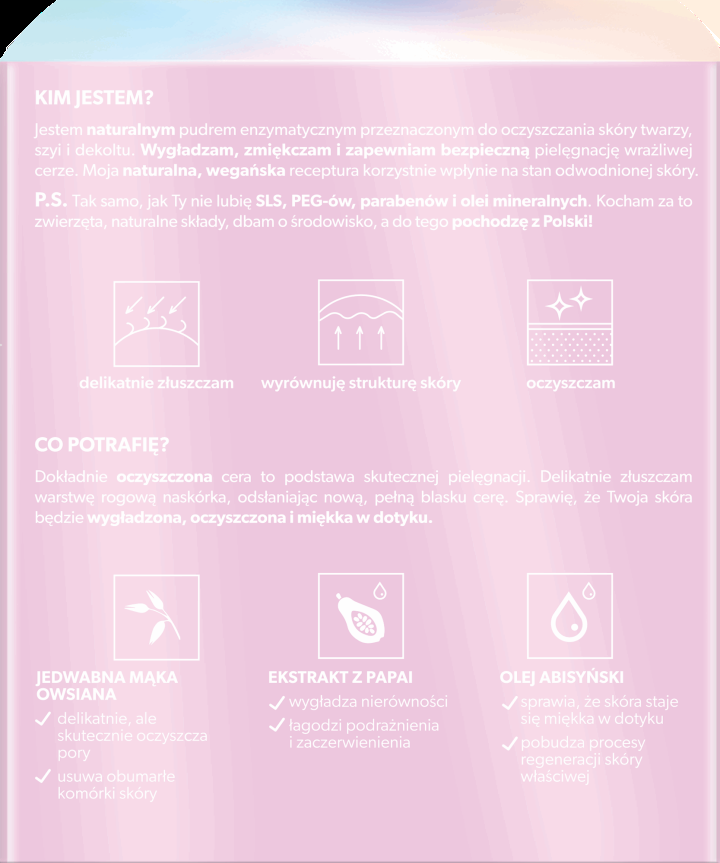 KIM JESTEM?
Jestem naturalnym pudrem enzymatycznym przeznaczonym do oczyszczania skóry twarzy,
szyi i dekoltu. Wygładzam, zmiękczam i zapewniam bezpieczną pielęgnację wrażliwej
cerze. Moja naturalna, wegańska receptura korzystnie wpłynie na stan odwodnionej skóry.
P.S. Tak samo, jak Ty nie lubię SLS, PEG-ów, parabenów i olei mineralnych. Kocham za to
zwierzęta, naturalne składy, dbam o środowisko, a do tego pochodzę z Polski!
delikatnie złuszczam wyrównuję strukturę skóry oczyszczam
CO POTRAFIĘ?
Dokładnie oczyszczona cera to podstawa skutecznej pielęgnacji. Delikatnie złuszczam
warstwę rogową naskórka, odsłaniając nową, pełną blasku cerę. Sprawię, że Twoja skóra
będzie wygładzona, oczyszczona i miękka w dotyku.
JEDWABNA MĄKA
OWSIANA
delikatnie, ale
skutecznie oczyszcza
pory
usuwa obumarłe
komórki skóry
EKSTRAKT Z PAPAI
wygładza nierówności
łagodzi podrażnienia
i zaczerwienienia
OLEJ ABISYŃSKI
sprawia, że skóra staje
się miękka w dotyku
pobudza procesy
regeneracji skóry
właściwej